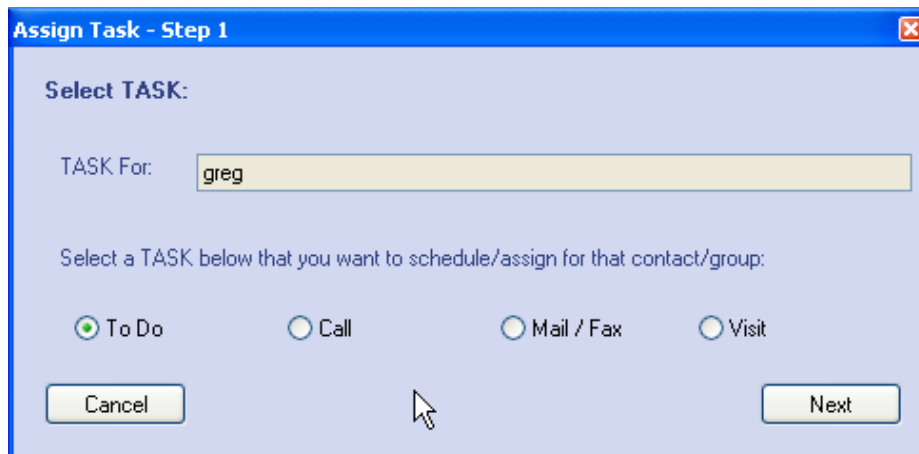 Assign Task - Step 1
Select TASK:
TASK For: greg
Select a TASK below that you want to schedule/assign for that contact/group:
To Do Call Mail / Fax Visit
Cancel Next